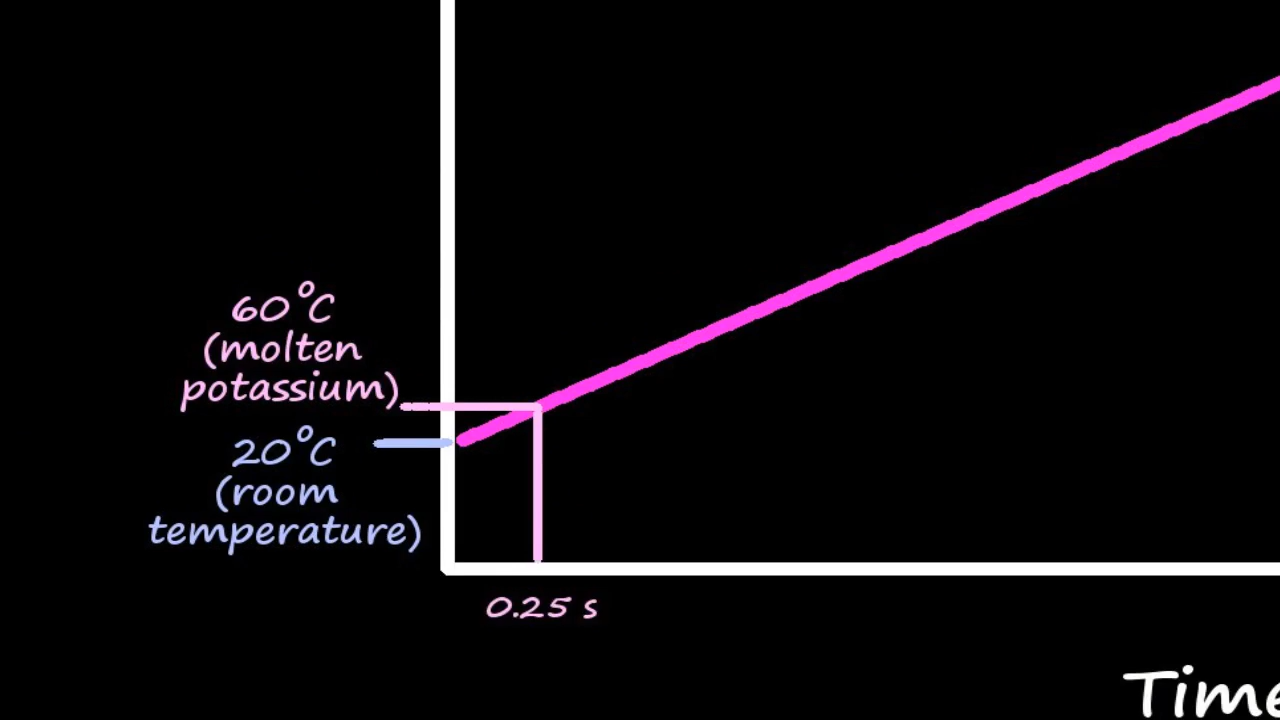 60°C
(molten
potassium)
20°C
(room
temperature)
0.25 s
Time